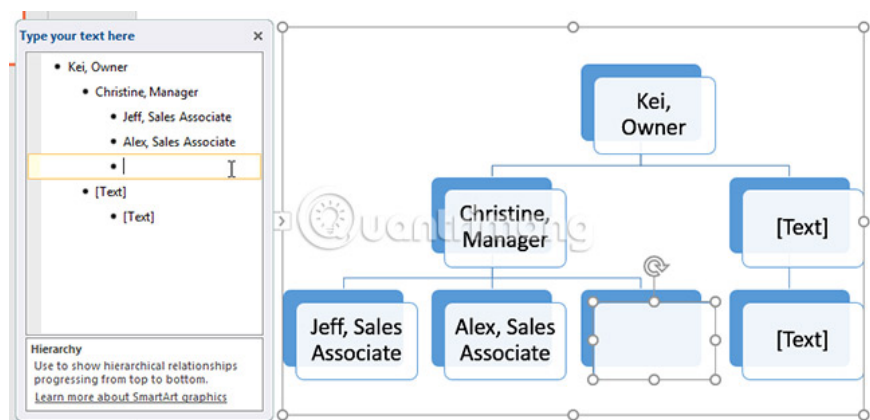 Type your text here
Kei, Owner
Christine, Manager
Jeff, Sales Associate
Alex, Sales Associate
[Text]
[Text]
Hierarchy
Use to show hierarchical relationships
progressing from top to bottom.
Learn more about SmartArt graphics
Kei,
Owner
Christine,
Manager
[Text]
Jeff, Sales
Associate
Alex, Sales
Associate
[Text]
Quantrimang